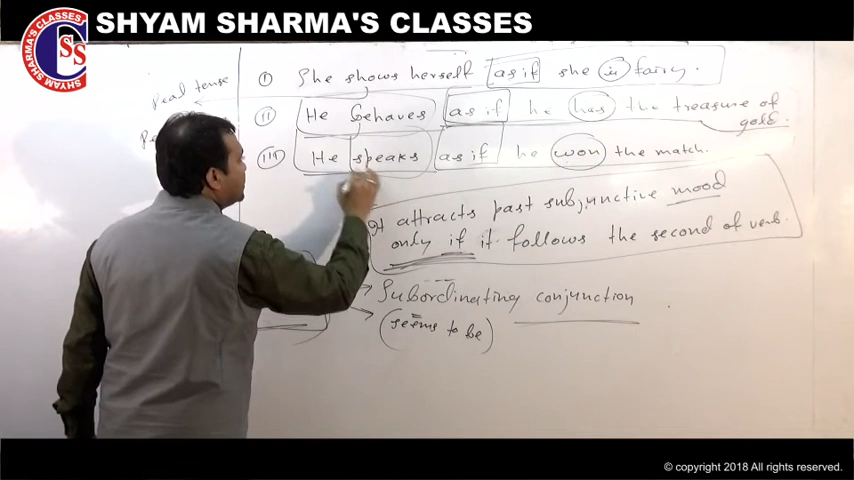 SHYAM SHARMA'S CLASSES
SHYAM SHARMA'S CLASSES
SS
Real tense
(i) She shows herself as if she is fairy.
(ii) He behaves as if he has the treasure of
gold.
(iii) He speaks as if he won the match.
It attracts past subjunctive mood
only if it follows the second of verb.
Subordinating conjunction
(seems to be)
© copyright 2018 All rights reserved.